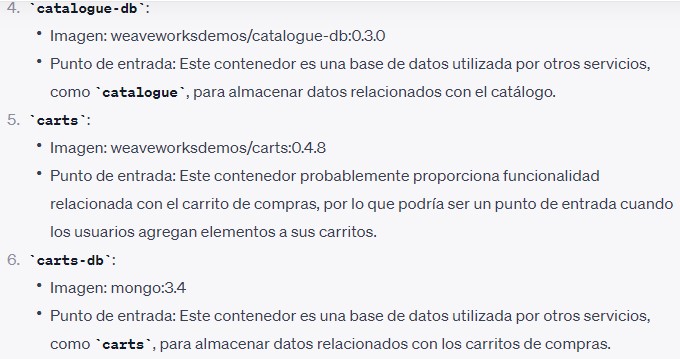 4. `catalogue-db`:
• Imagen: weaveworksdemos/catalogue-db:0.3.0
• Punto de entrada: Este contenedor es una base de datos utilizada por otros servicios,
como `catalogue`, para almacenar datos relacionados con el catálogo.
5. `carts`:
• Imagen: weaveworksdemos/carts:0.4.8
• Punto de entrada: Este contenedor probablemente proporciona funcionalidad
relacionada con el carrito de compras, por lo que podría ser un punto de entrada cuando
los usuarios agregan elementos a sus carritos.
6. `carts-db`:
• Imagen: mongo:3.4
• Punto de entrada: Este contenedor es una base de datos utilizada por otros servicios,
como `carts`, para almacenar datos relacionados con los carritos de compras.